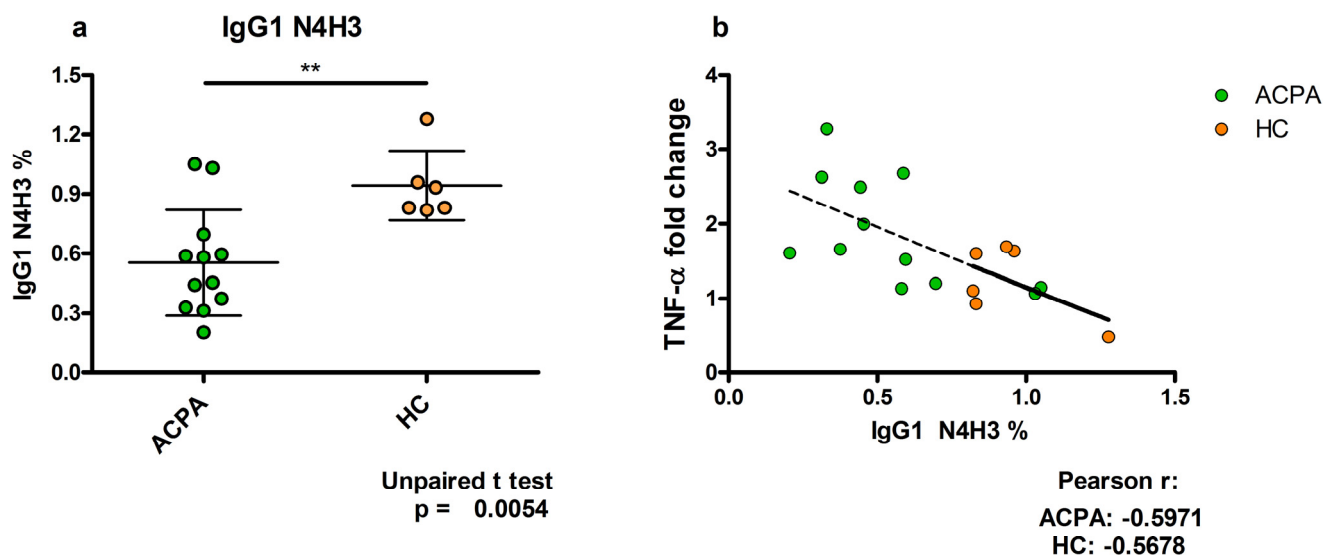 a
IgG1 N4H3
**
1.5
1.2
0.9
0.6
0.3
0.0
IgG1 N4H3 %
ACPA
HC
Unpaired t test
p = 0.0054
b
4
3
2
1
0
TNF-α fold change
0.0 0.5 1.0 1.5
IgG1 N4H3 %
ACPA
HC
Pearson r:
ACPA: -0.5971
HC: -0.5678